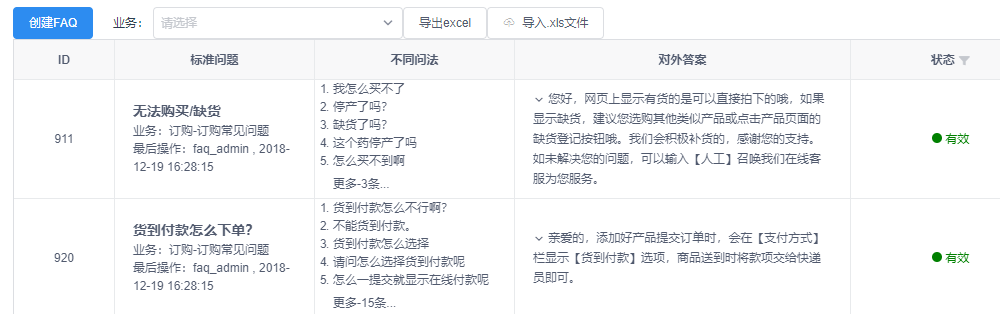 创建FAQ 业务： 请选择 导出excel 导入.xls文件
ID 标准问题 不同问法 对外答案 状态
911
无法购买/缺货
业务：订购-订购常见问题
最后操作：faq_admin , 2018-
12-19 16:28:15
1. 我怎么买不了
2. 停产了吗?
3. 缺货了吗?
4. 这个药停产了吗
5. 怎么买不到啊
更多-3条...
您好，网页上显示有货的是可以直接拍下的哦，如果
显示缺货，建议您选购其他类似产品或点击产品页面的
缺货登记按钮哦。我们会积极补货的，感谢您的支持。
如未解决您的问题，可以输入【人工】召唤我们在线客
服为您服务。
有效
920
货到付款怎么下单?
业务：订购-订购常见问题
最后操作：faq_admin , 2018-
12-19 16:28:15
1. 货到付款怎么不行啊?
2. 不能货到付款。
3. 货到付款怎么选择
4. 请问怎么选择货到付款呢
5. 怎么一提交就显示在线付款呢
更多-15条...
亲爱的，添加好产品提交订单时，会在【支付方式】
栏显示【货到付款】选项，商品送到时将款项交给快递
员即可。
有效